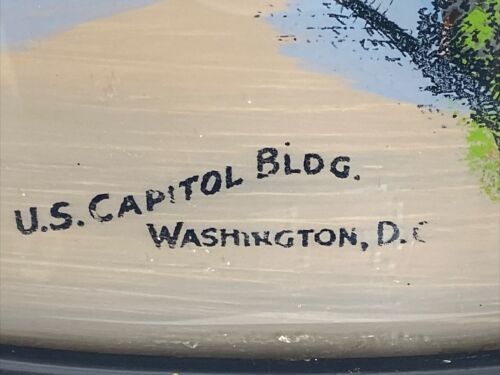 U.S. CAPITOL BLDG.
WASHINGTON, D.C